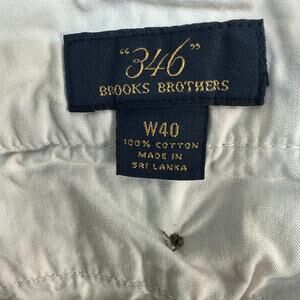 "346"
BROOKS BROTHERS
W40
100% COTTON
MADE IN
SRI LANKA